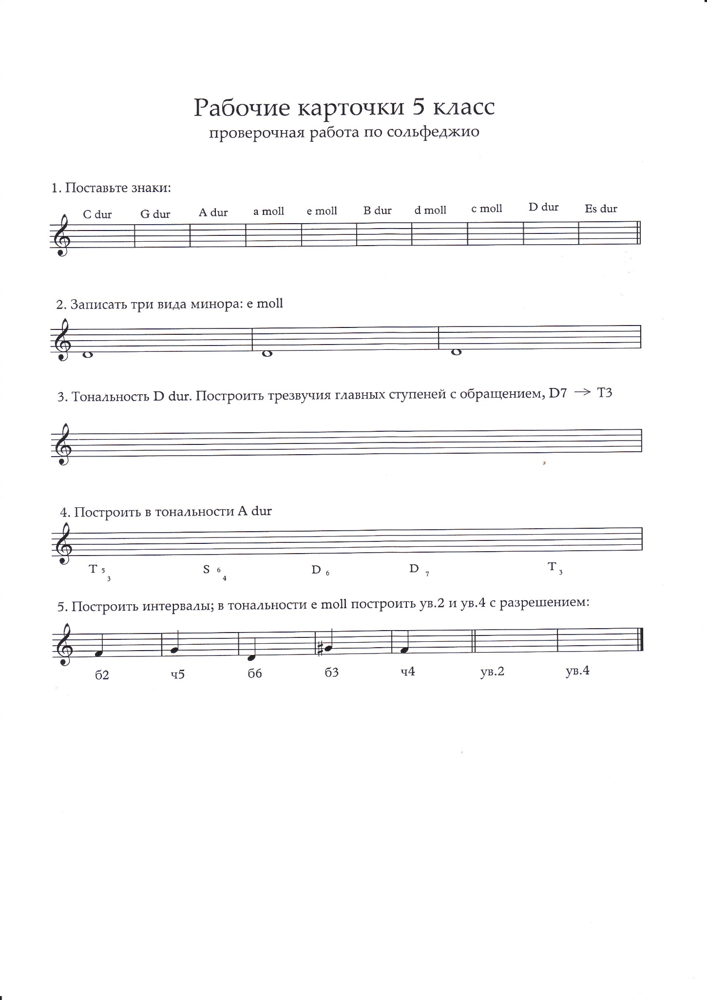 Рабочие карточки 5 класс
проверочная работа по сольфеджио
1. Поставьте знаки:
C dur G dur A dur a moll e moll B dur d moll c moll D dur Es dur
2. Записать три вида минора: e moll
3. Тональность D dur. Построить трезвучия главных ступеней с обращением, D7 → T3
4. Построить в тональности A dur
T 5 3 S 6 4 D 6 D 7 T 3
5. Построить интервалы; в тональности e moll построить ув.2 и ув.4 с разрешением:
б2 ч5 б6 б3 ч4 ув.2 ув.4